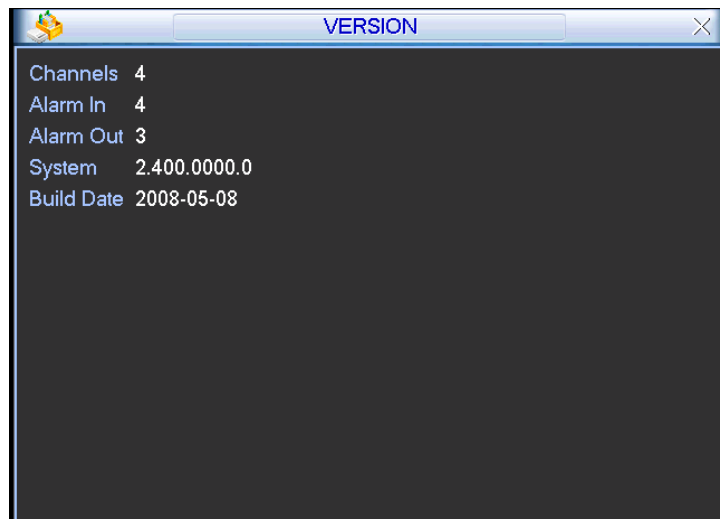 VERSION
Channels 4
Alarm In 4
Alarm Out 3
System 2.400.0000.0
Build Date 2008-05-08